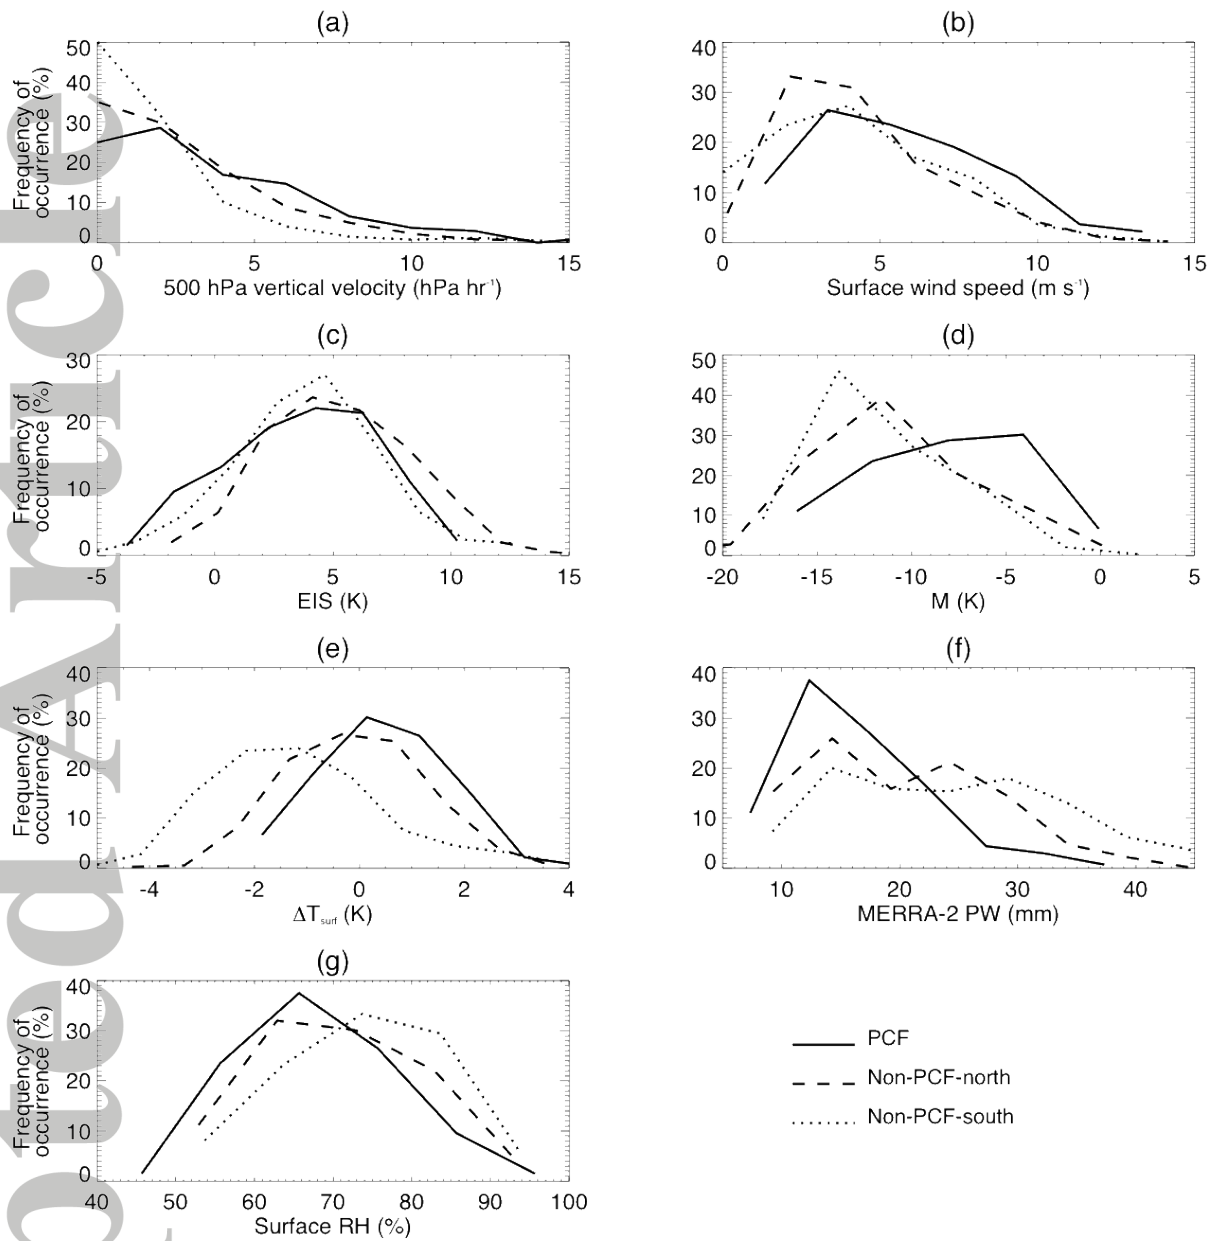 (a)
50
40
30
20
10
0
Frequency of
occurrence (%)
0 5 10 15
500 hPa vertical velocity (hPa hr⁻¹)
(b)
40
30
20
10
0
0 5 10 15
Surface wind speed (m s⁻¹)
(c)
30
20
10
0
Frequency of
occurrence (%)
-5 0 5 10 15
EIS (K)
(d)
50
40
30
20
10
0
-20 -15 -10 -5 0 5
M (K)
(e)
40
30
20
10
0
Frequency of
occurrence (%)
-4 -2 0 2 4
ΔTsurf (K)
(f)
40
30
20
10
0
10 20 30 40
MERRA-2 PW (mm)
(g)
40
30
20
10
0
Frequency of
occurrence (%)
40 50 60 70 80 90 100
Surface RH (%)
PCF
Non-PCF-north
Non-PCF-south
oted Article